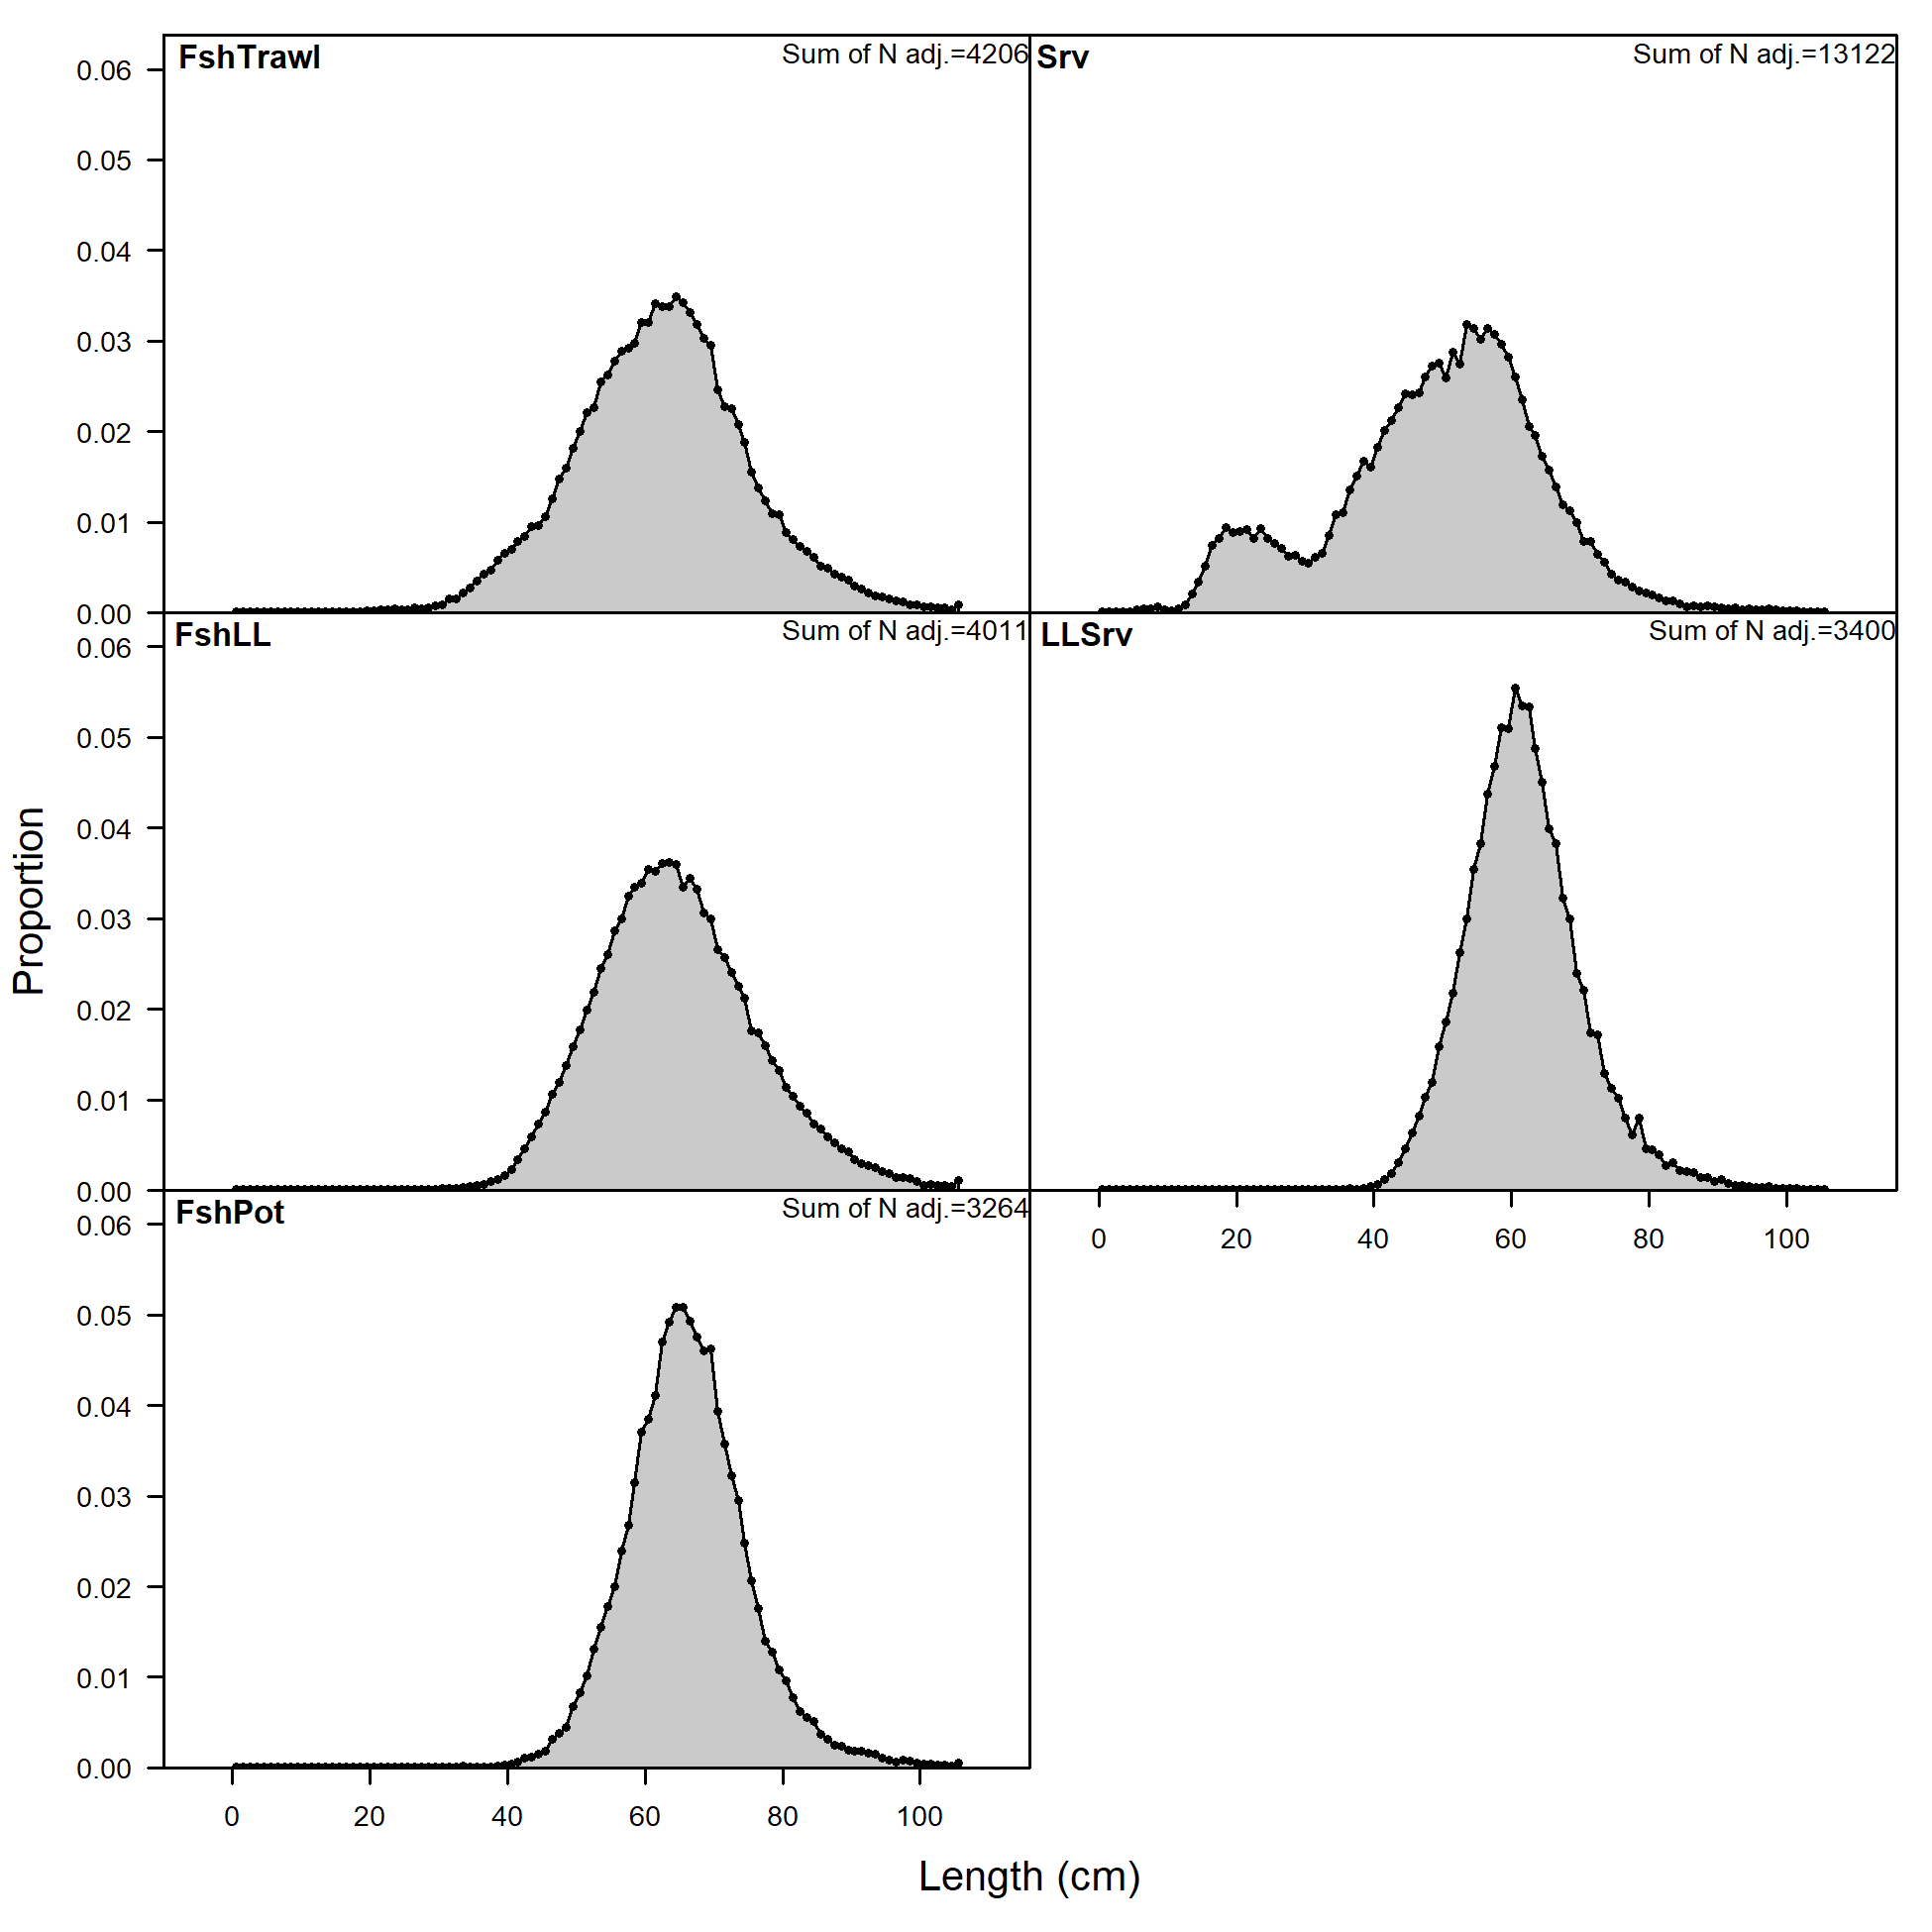 FshTrawl
Sum of N adj.=4206
0.06
0.05
0.04
0.03
0.02
0.01
0.00
Srv
Sum of N adj.=13122
FshLL
Sum of N adj.=4011
0.06
0.05
0.04
0.03
0.02
0.01
0.00
LLSrv
Sum of N adj.=3400
0 20 40 60 80 100
FshPot
Sum of N adj.=3264
0.06
0.05
0.04
0.03
0.02
0.01
0.00
0 20 40 60 80 100
Proportion
Length (cm)